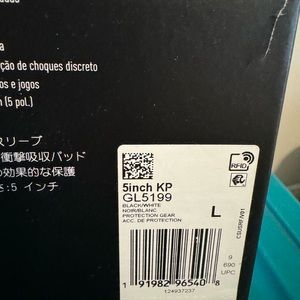 a
ção de choques discreto
s e jogos
m (5 pol.)
スリーブ
衝撃吸収パッド
の効果的な保護
さ:5 インチ
5inch KP
GL5199
BLACK/WHITE
NOIR/BLANC
PROTECTION GEAR
ACC. DE PROTECTION
L
RFID
9
690
UPC
1 91982 96540 8
124937237